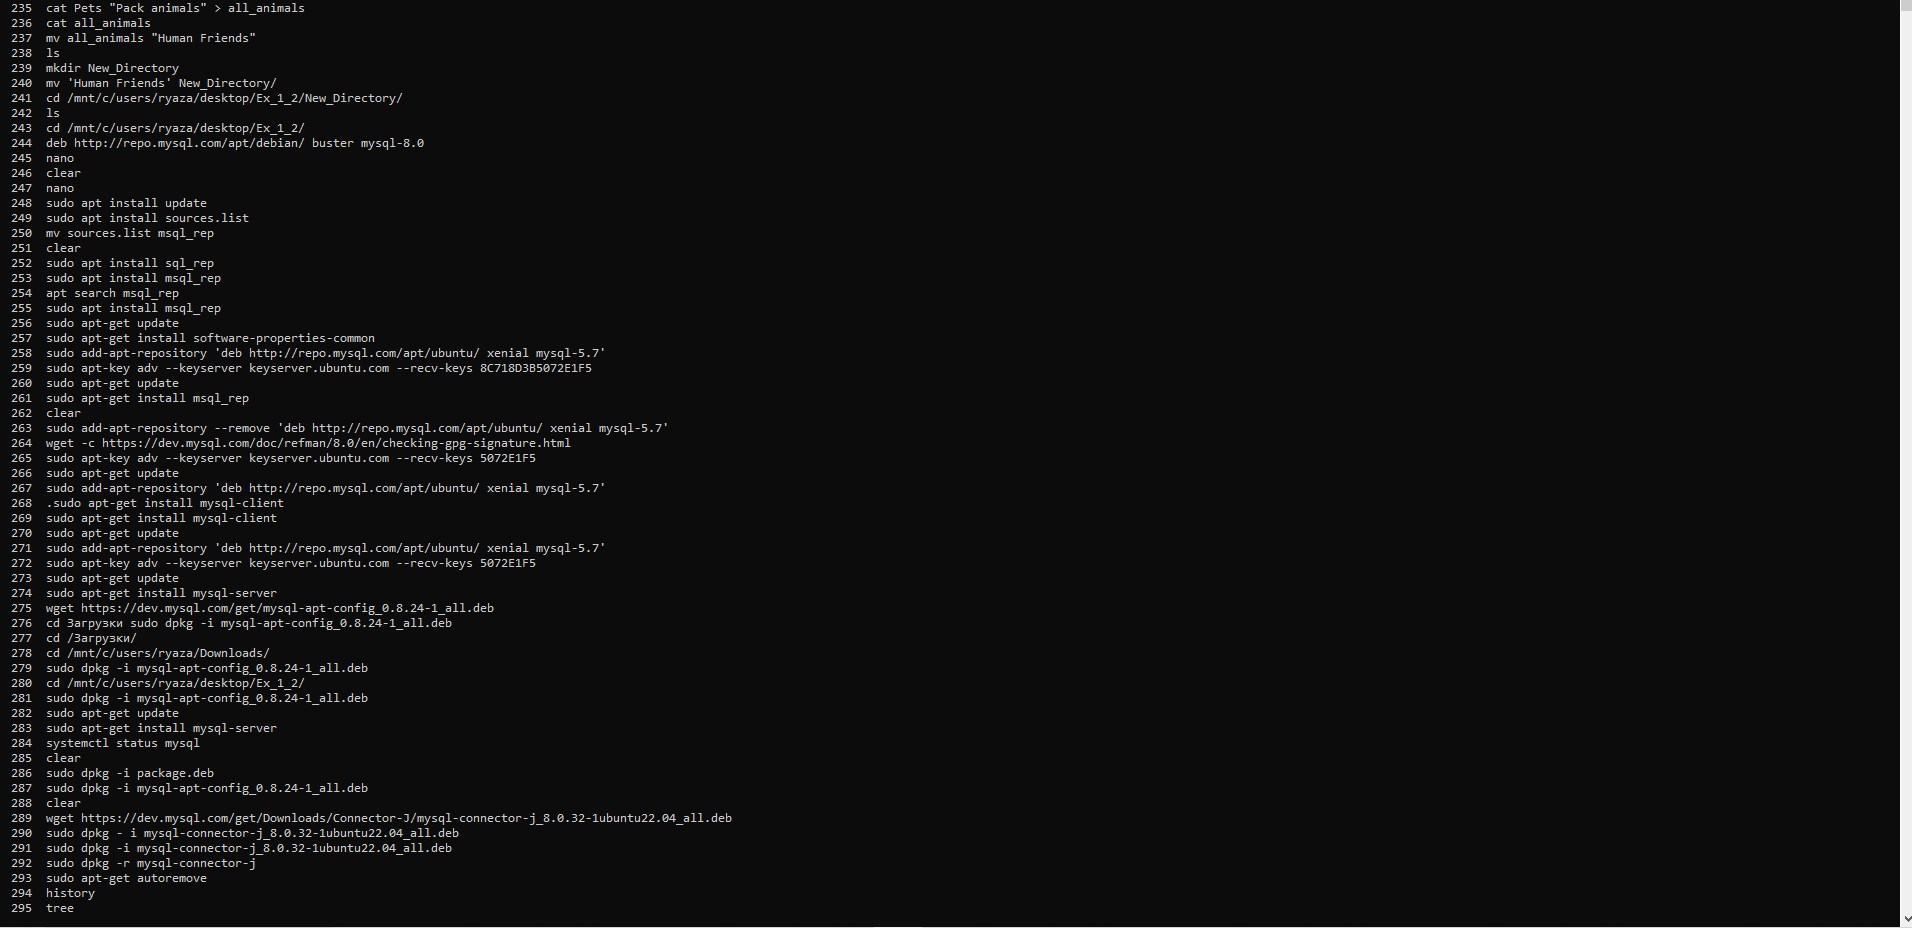 235 cat Pets "Pack animals" > all_animals
236 cat all_animals
237 mv all_animals "Human Friends"
238 ls
239 mkdir New_Directory
240 mv 'Human Friends' New_Directory/
241 cd /mnt/c/users/ryaza/desktop/Ex_1_2/New_Directory/
242 ls
243 cd /mnt/c/users/ryaza/desktop/Ex_1_2/
244 deb http://repo.mysql.com/apt/debian/ buster mysql-8.0
245 nano
246 clear
247 nano
248 sudo apt install update
249 sudo apt install sources.list
250 mv sources.list msql_rep
251 clear
252 sudo apt install sql_rep
253 sudo apt install msql_rep
254 apt search msql_rep
255 sudo apt install msql_rep
256 sudo apt-get update
257 sudo apt-get install software-properties-common
258 sudo add-apt-repository 'deb http://repo.mysql.com/apt/ubuntu/ xenial mysql-5.7'
259 sudo apt-key adv --keyserver keyserver.ubuntu.com --recv-keys 8C718D3B5072E1F5
260 sudo apt-get update
261 sudo apt-get install msql_rep
262 clear
263 sudo add-apt-repository --remove 'deb http://repo.mysql.com/apt/ubuntu/ xenial mysql-5.7'
264 wget -c https://dev.mysql.com/doc/refman/8.0/en/checking-gpg-signature.html
265 sudo apt-key adv --keyserver keyserver.ubuntu.com --recv-keys 5072E1F5
266 sudo apt-get update
267 sudo add-apt-repository 'deb http://repo.mysql.com/apt/ubuntu/ xenial mysql-5.7'
268 .sudo apt-get install mysql-client
269 sudo apt-get install mysql-client
270 sudo apt-get update
271 sudo add-apt-repository 'deb http://repo.mysql.com/apt/ubuntu/ xenial mysql-5.7'
272 sudo apt-key adv --keyserver keyserver.ubuntu.com --recv-keys 5072E1F5
273 sudo apt-get update
274 sudo apt-get install mysql-server
275 wget https://dev.mysql.com/get/mysql-apt-config_0.8.24-1_all.deb
276 cd Загрузки sudo dpkg -i mysql-apt-config_0.8.24-1_all.deb
277 cd /Загрузки/
278 cd /mnt/c/users/ryaza/Downloads/
279 sudo dpkg -i mysql-apt-config_0.8.24-1_all.deb
280 cd /mnt/c/users/ryaza/desktop/Ex_1_2/
281 sudo dpkg -i mysql-apt-config_0.8.24-1_all.deb
282 sudo apt-get update
283 sudo apt-get install mysql-server
284 systemctl status mysql
285 clear
286 sudo dpkg -i package.deb
287 sudo dpkg -i mysql-apt-config_0.8.24-1_all.deb
288 clear
289 wget https://dev.mysql.com/get/Downloads/Connector-J/mysql-connector-j_8.0.32-1ubuntu22.04_all.deb
290 sudo dpkg - i mysql-connector-j_8.0.32-1ubuntu22.04_all.deb
291 sudo dpkg -i mysql-connector-j_8.0.32-1ubuntu22.04_all.deb
292 sudo dpkg -r mysql-connector-j
293 sudo apt-get autoremove
294 history
295 tree